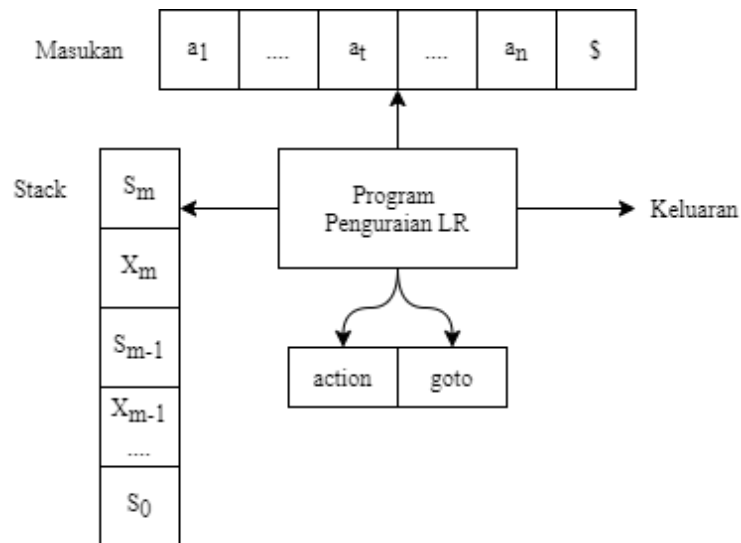 Masukan a1 .... at .... an $
Stack
Sm
Xm
Sm-1
Xm-1
....
S0
Program
Penguraian LR
Keluaran
action goto